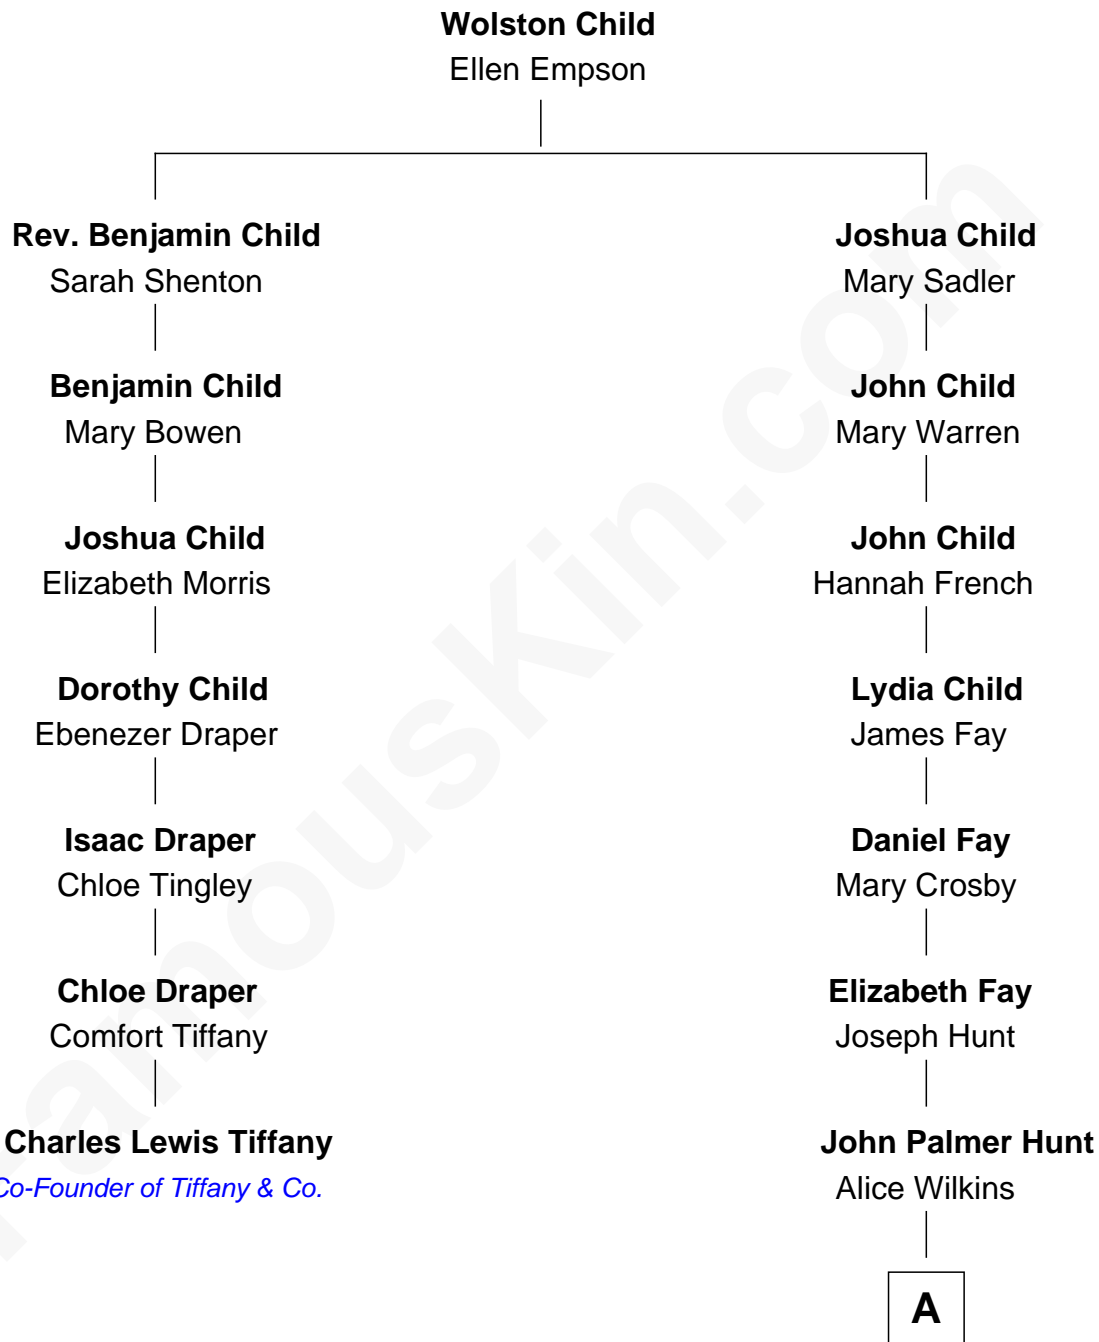 Wolston Child
Ellen Empson
Rev. Benjamin Child
Sarah Shenton
Joshua Child
Mary Sadler
Benjamin Child
Mary Bowen
John Child
Mary Warren
Joshua Child
Elizabeth Morris
John Child
Hannah French
Dorothy Child
Ebenezer Draper
Lydia Child
James Fay
Isaac Draper
Chloe Tingley
Daniel Fay
Mary Crosby
Chloe Draper
Comfort Tiffany
Elizabeth Fay
Joseph Hunt
Charles Lewis Tiffany
Co-Founder of Tiffany & Co.
John Palmer Hunt
Alice Wilkins
A
FamousKin.com